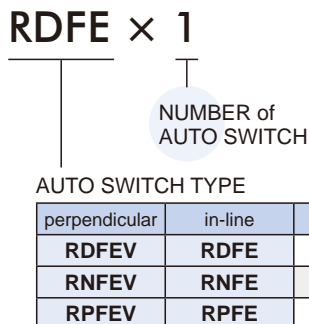 RDFE × 1
NUMBER of
AUTO SWITCH
AUTO SWITCH TYPE
perpendicular in-line
RDFEV RDFE
RNFEV RNFE
RPFEV RPFE